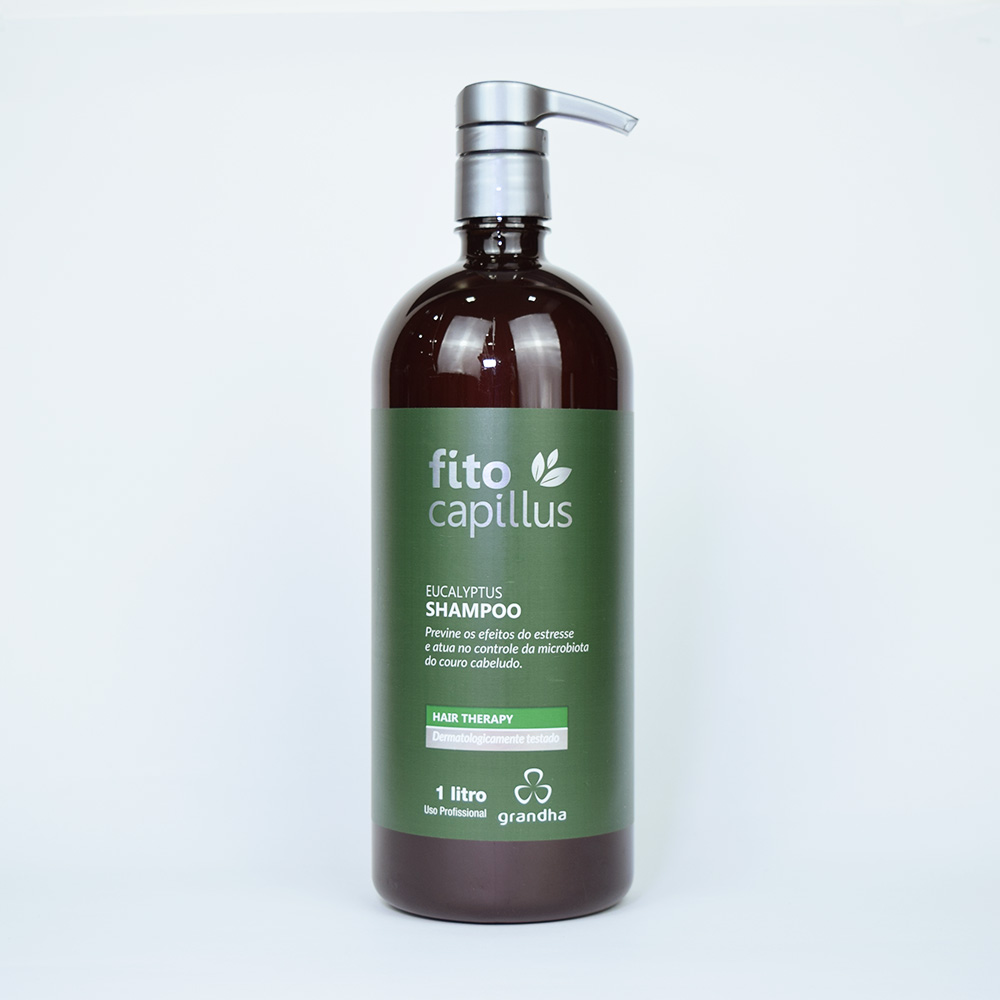 fito
capillus
EUCALYPTUS
SHAMPOO
Previne os efeitos do estresse
e atua no controle da microbiota
do couro cabeludo.
HAIR THERAPY
Dermatologicamente testado
1 litro
Uso Profissional
grandha